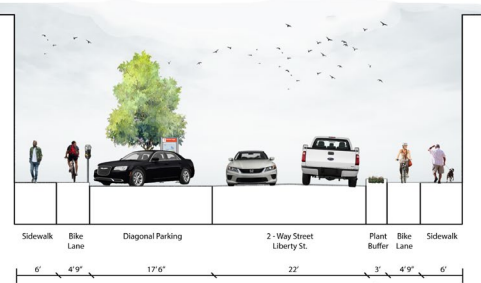 Sidewalk
Bike
Lane
Diagonal Parking
2 - Way Street
Liberty St.
Plant
Buffer
Bike
Lane
Sidewalk
6'
4'9"
17'6"
22'
3'
4'9"
6'